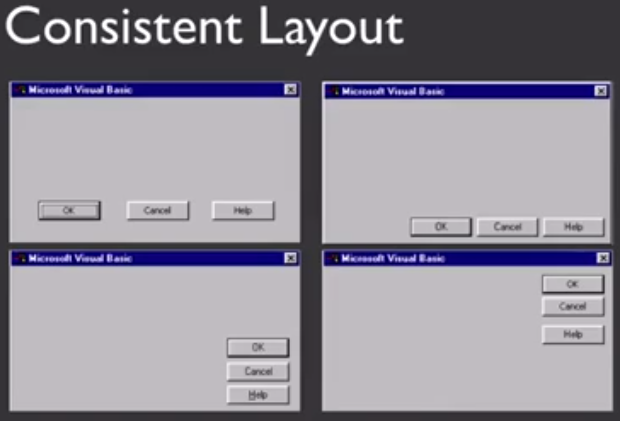 Consistent Layout
Microsoft Visual Basic
OK Cancel Help
Microsoft Visual Basic
OK Cancel Help
Microsoft Visual Basic
OK
Cancel
Help
Microsoft Visual Basic
OK
Cancel
Help